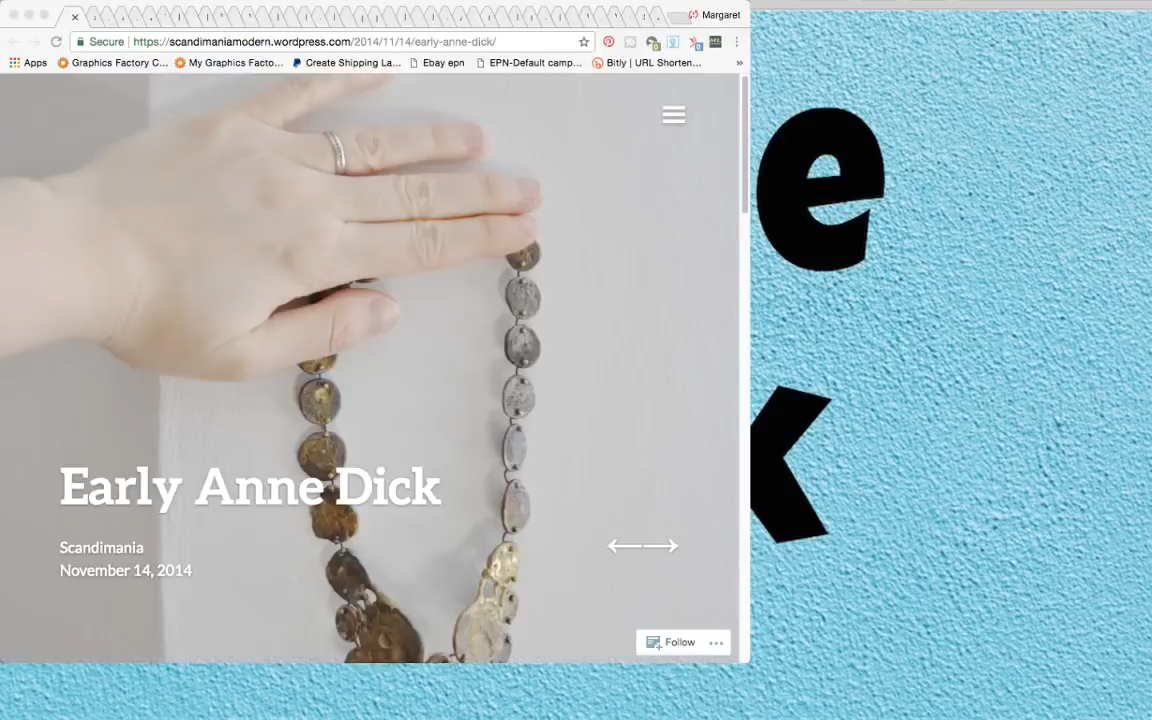 Margaret
Secure | https://scandimaniamodern.wordpress.com/2014/11/14/early-anne-dick/
Apps Graphics Factory C... My Graphics Facto... Create Shipping La... Ebay epn EPN-Default camp... Bitly | URL Shorten... »
e
k
Early Anne Dick
Scandimania
November 14, 2014
Follow